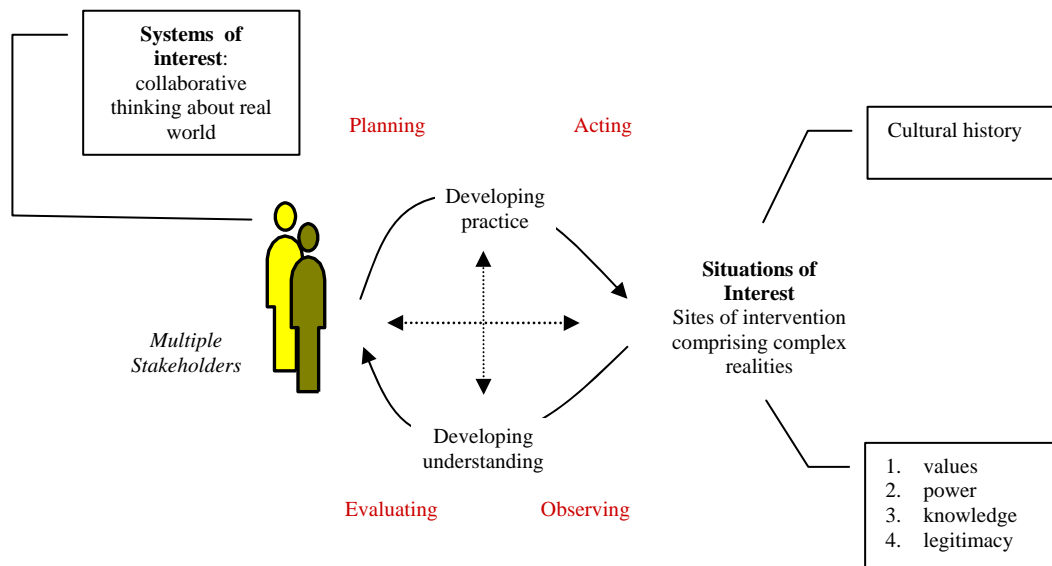 Systems of
interest:
collaborative
thinking about real
world
Planning
Acting
Cultural history
Developing
practice
Situations of
Interest
Sites of intervention
comprising complex
realities
Multiple
Stakeholders
Developing
understanding
Evaluating
Observing
1. values
2. power
3. knowledge
4. legitimacy